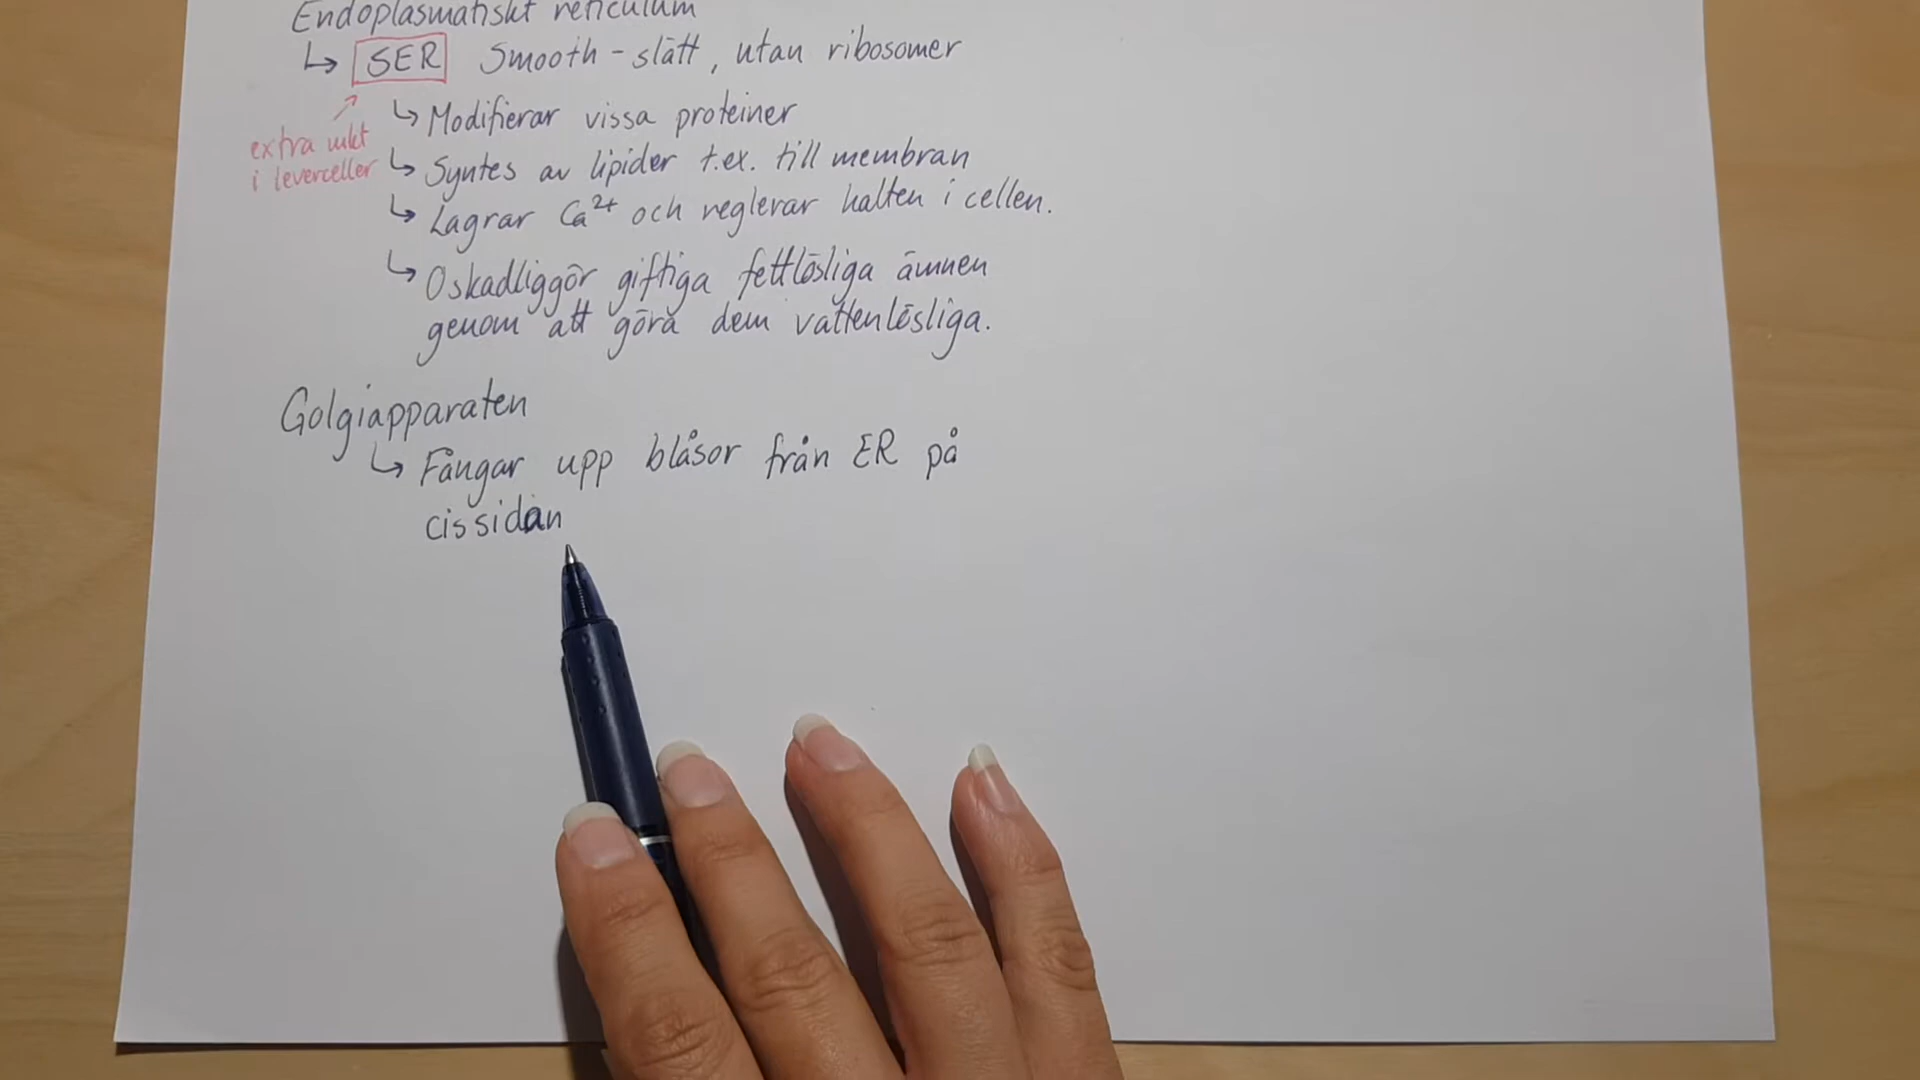 Endoplasmatiskt reticulum
↳ SER Smooth - slätt, utan ribosomer
↳ Modifierar vissa proteiner
extra mkt
i leverceller
↳ Syntes av lipider t.ex. till membran
↳ Lagrar Ca²⁺ och reglerar halten i cellen.
↳ Oskadliggör giftiga fettlösliga ämnen
genom att göra dem vattenlösliga.
Golgiapparaten
↳ Fångar upp blåsor från ER på
cissidan